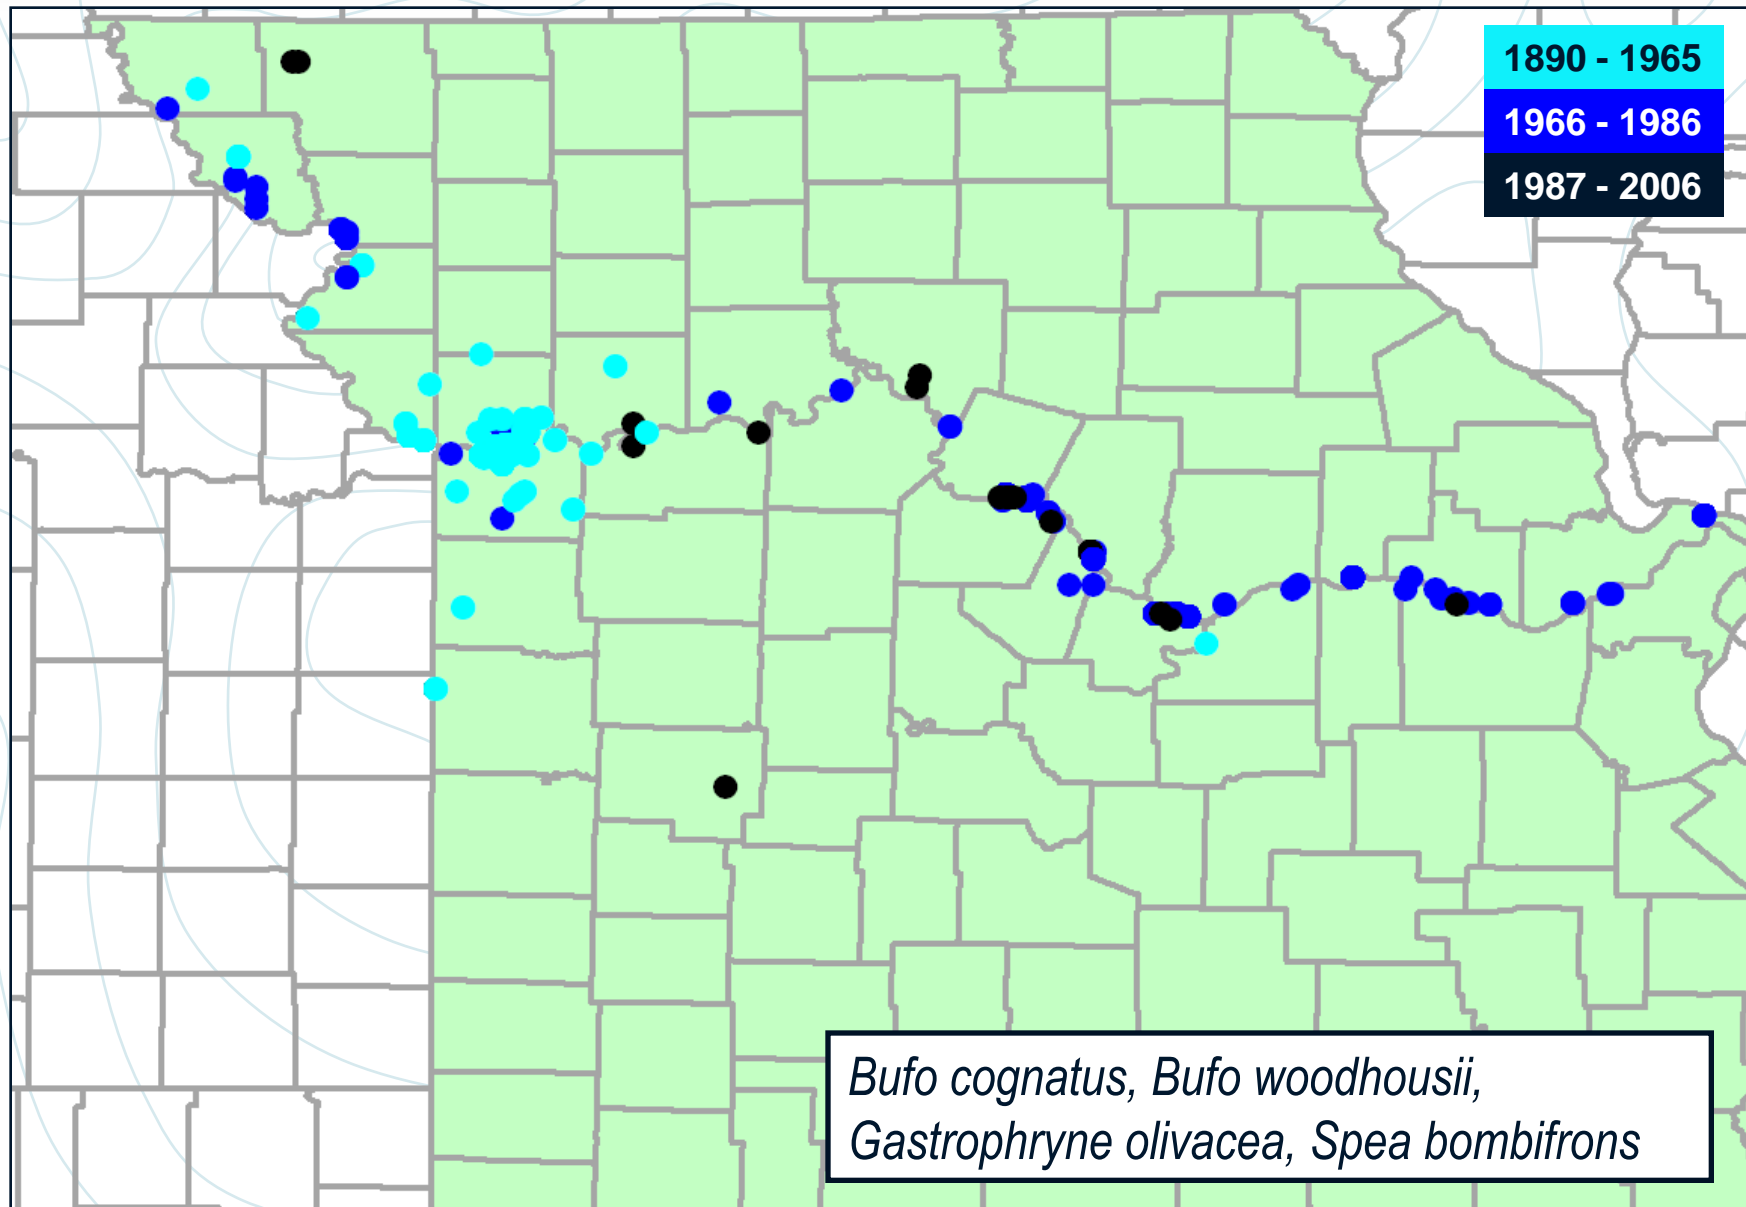 1890 - 1965
1966 - 1986
1987 - 2006
Bufo cognatus, Bufo woodhousii,
Gastrophryne olivacea, Spea bombifrons